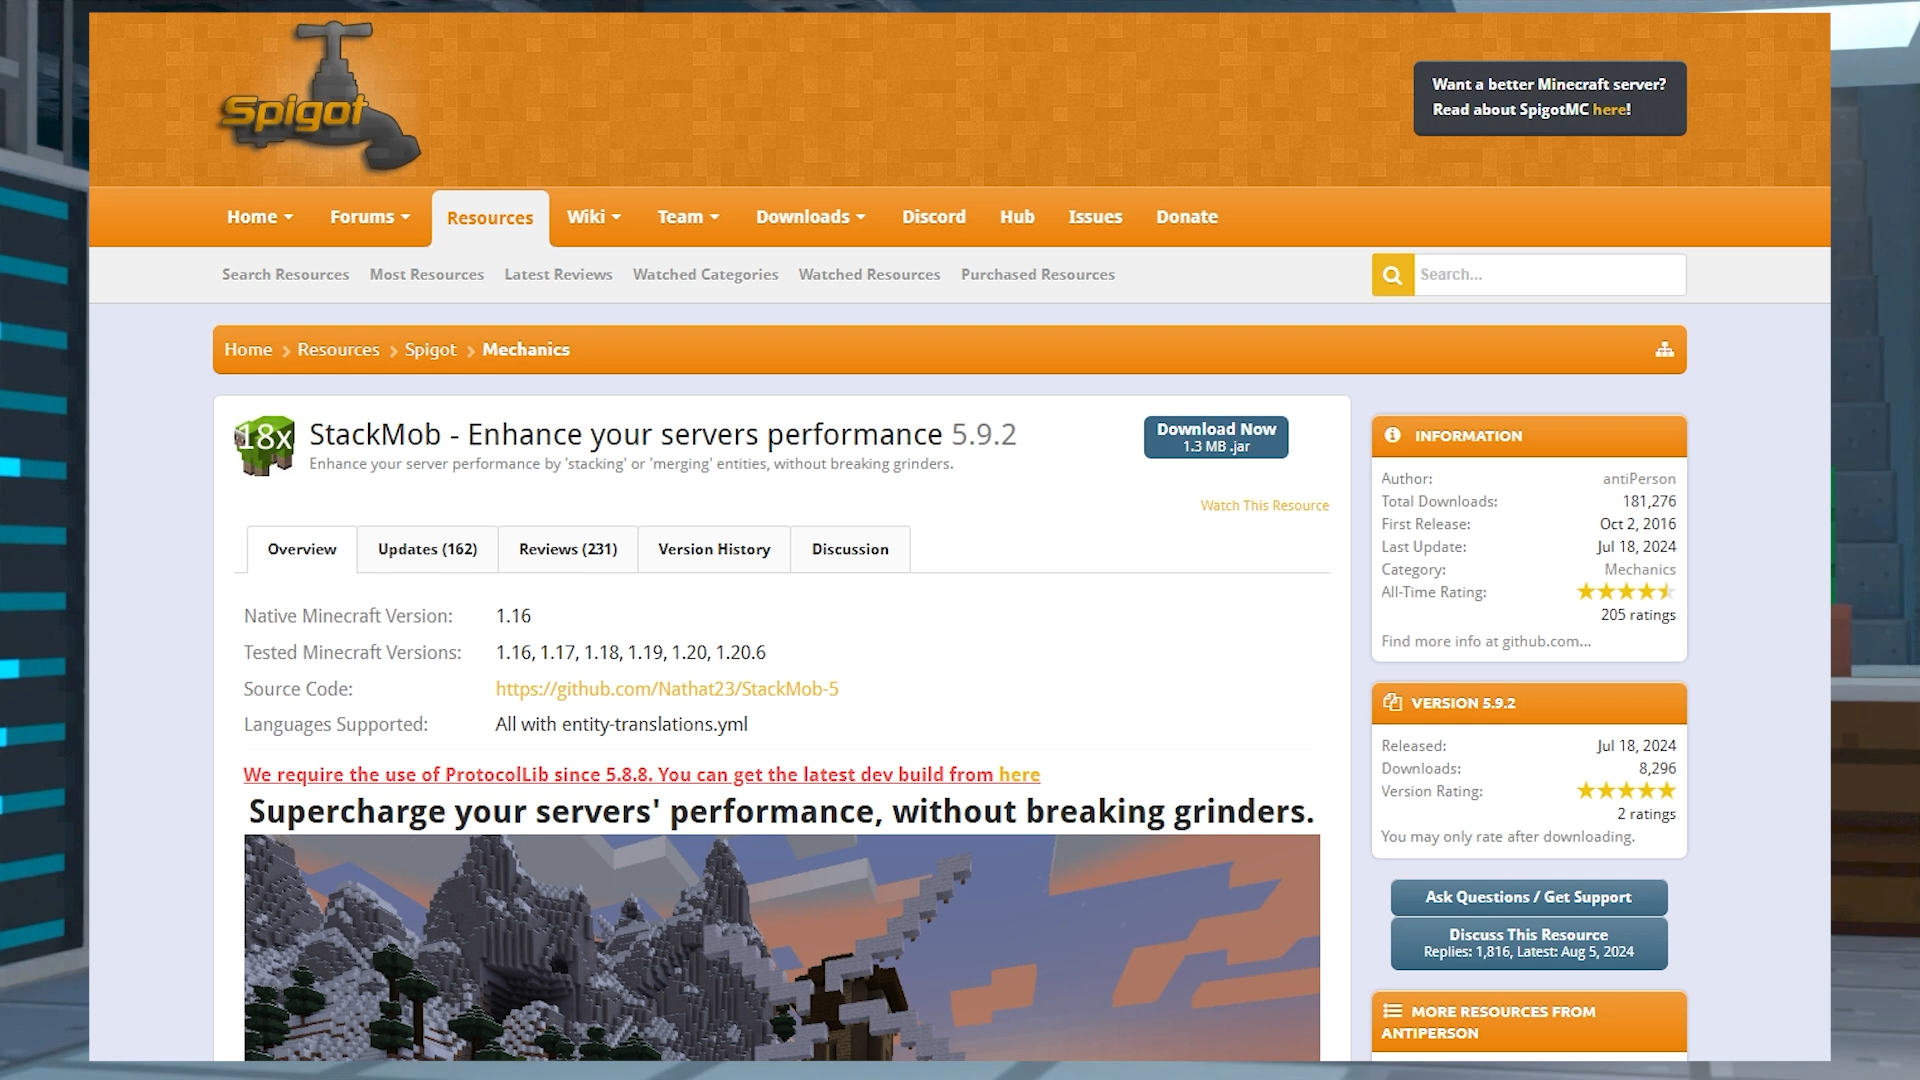 Spigot
Want a better Minecraft server?
Read about SpigotMC here!
Home
Forums
Resources
Wiki
Team
Downloads
Discord
Hub
Issues
Donate
Search Resources
Most Resources
Latest Reviews
Watched Categories
Watched Resources
Purchased Resources
Search...
Home
Resources
Spigot
Mechanics
18x
StackMob - Enhance your servers performance 5.9.2
Enhance your server performance by 'stacking' or 'merging' entities, without breaking grinders.
Download Now
1.3 MB .jar
Watch This Resource
Overview
Updates (162)
Reviews (231)
Version History
Discussion
Native Minecraft Version: 1.16
Tested Minecraft Versions: 1.16, 1.17, 1.18, 1.19, 1.20, 1.20.6
Source Code: https://github.com/Nathat23/StackMob-5
Languages Supported: All with entity-translations.yml
We require the use of ProtocolLib since 5.8.8. You can get the latest dev build from here
Supercharge your servers' performance, without breaking grinders.
INFORMATION
Author: antiPerson
Total Downloads: 181,276
First Release: Oct 2, 2016
Last Update: Jul 18, 2024
Category: Mechanics
All-Time Rating:
205 ratings
Find more info at github.com...
VERSION 5.9.2
Released: Jul 18, 2024
Downloads: 8,296
Version Rating:
2 ratings
You may only rate after downloading.
Ask Questions / Get Support
Discuss This Resource
Replies: 1,816, Latest: Aug 5, 2024
MORE RESOURCES FROM
ANTIPERSON